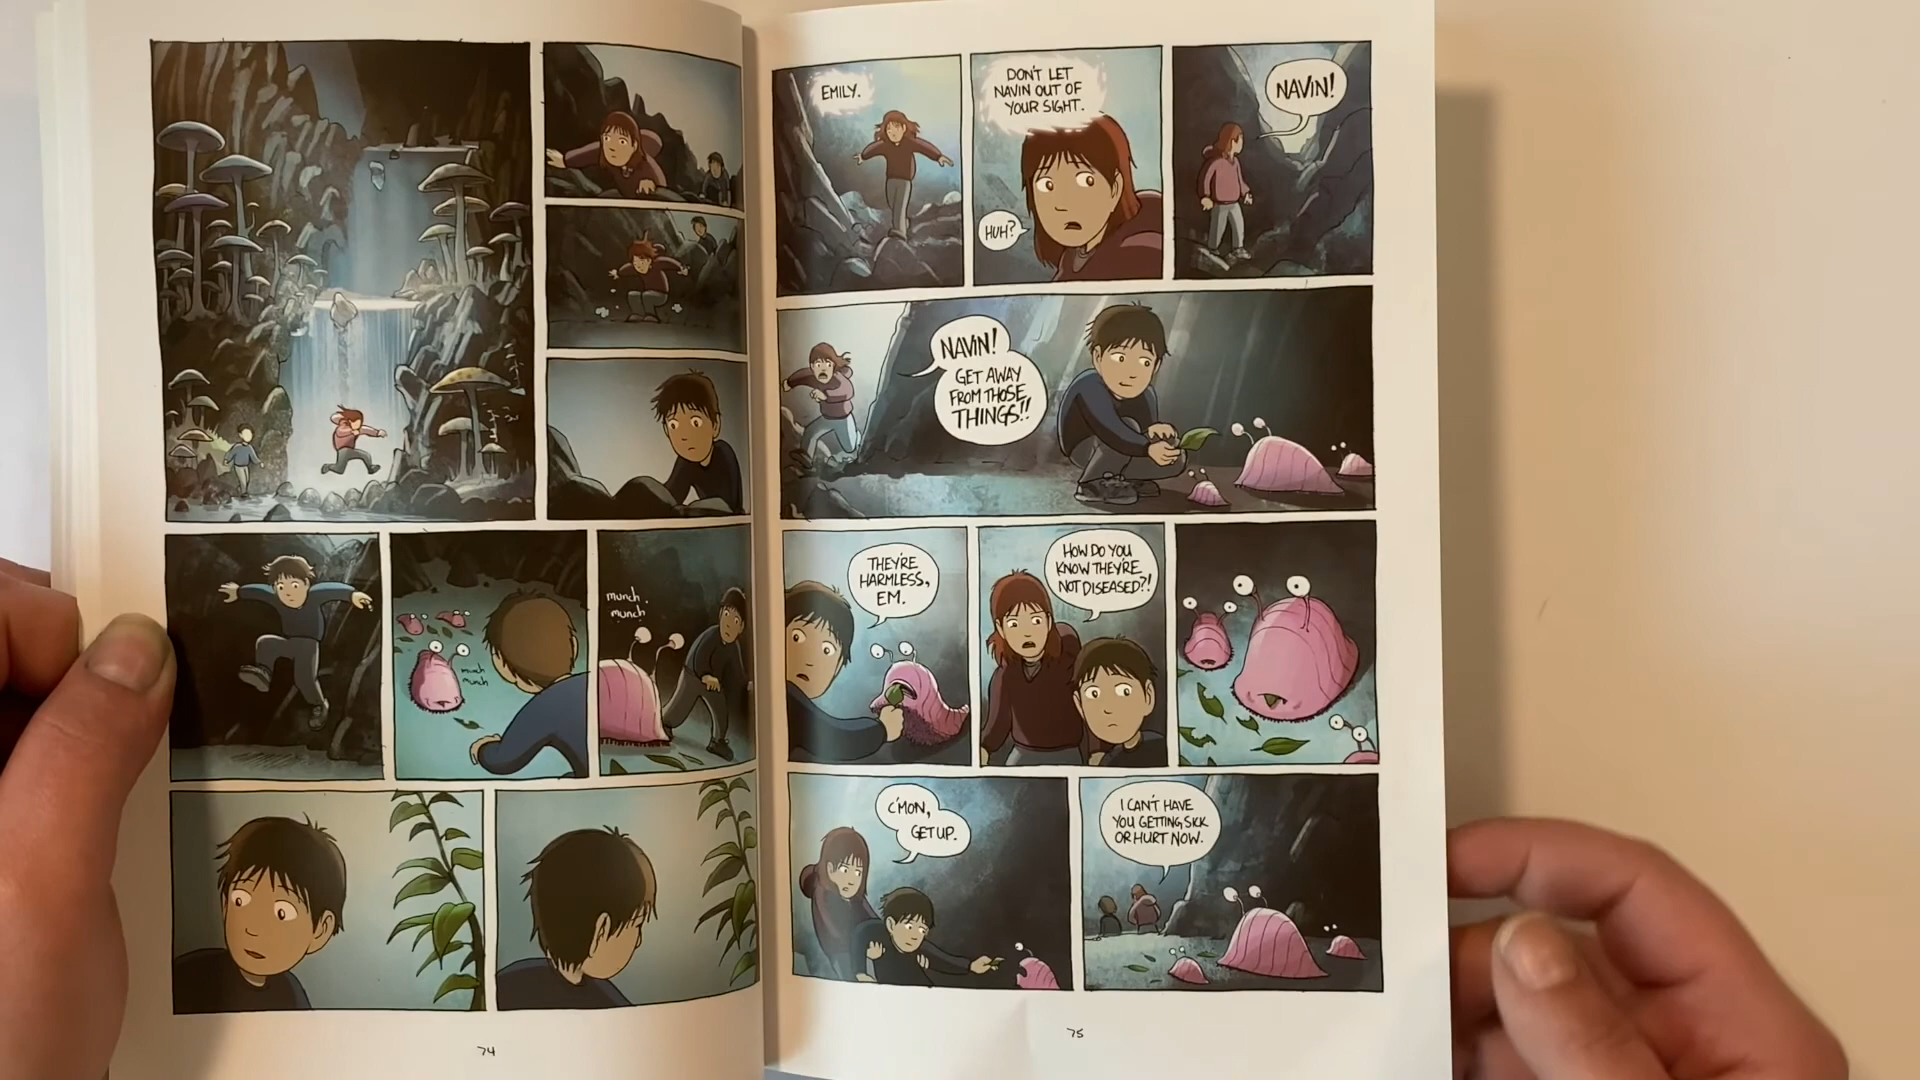 munch
munch
munch
munch
74
EMILY.
DON'T LET
NAVIN OUT OF
YOUR SIGHT.
HUH?
NAVIN!
NAVIN!
GET AWAY
FROM THOSE
THINGS!!
THEY'RE
HARMLESS,
EM.
HOW DO YOU
KNOW THEY'RE
NOT DISEASED?!
C'MON,
GET UP.
I CAN'T HAVE
YOU GETTING SICK
OR HURT NOW.
75